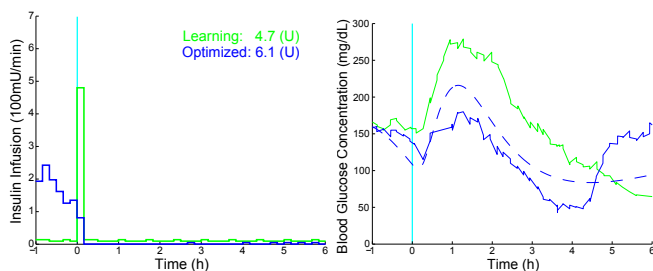 Learning: 4.7 (U)
Optimized: 6.1 (U)
Insulin Infusion (100mU/min)
7
6
5
4
3
2
1
0
-1 0 1 2 3 4 5 6
Time (h)
Blood Glucose Concentration (mg/dL)
300
250
200
150
100
50
0
-1 0 1 2 3 4 5 6
Time (h)